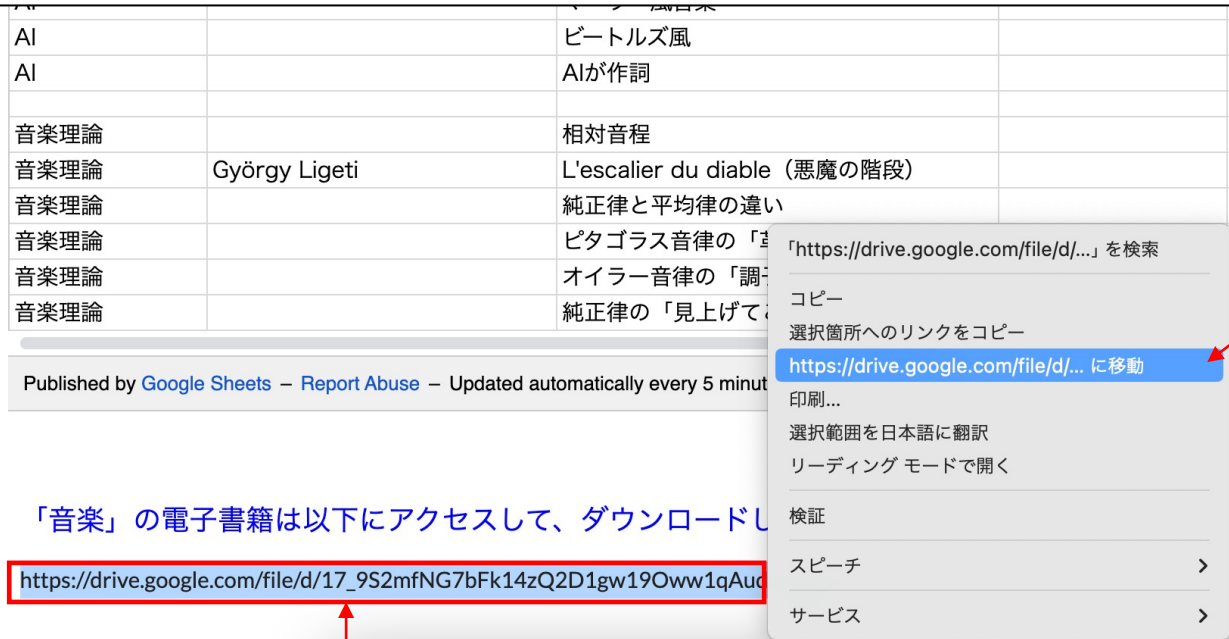 AI ビートルズ風
AI AIが作詞
音楽理論 相対音程
音楽理論 György Ligeti L'escalier du diable（悪魔の階段）
音楽理論 純正律と平均律の違い
音楽理論 ピタゴラス音律の「
音楽理論 オイラー音律の「調
音楽理論 純正律の「見上げて
Published by Google Sheets – Report Abuse – Updated automatically every 5 minut
「音楽」の電子書籍は以下にアクセスして、ダウンロードし
https://drive.google.com/file/d/17_9S2mfNG7bFk14zQ2D1gw19Oww1qAu
「https://drive.google.com/file/d/...」を検索
コピー
選択箇所へのリンクをコピー
https://drive.google.com/file/d/... に移動
印刷...
選択範囲を日本語に翻訳
リーディング モードで開く
検証
スピーチ
サービス